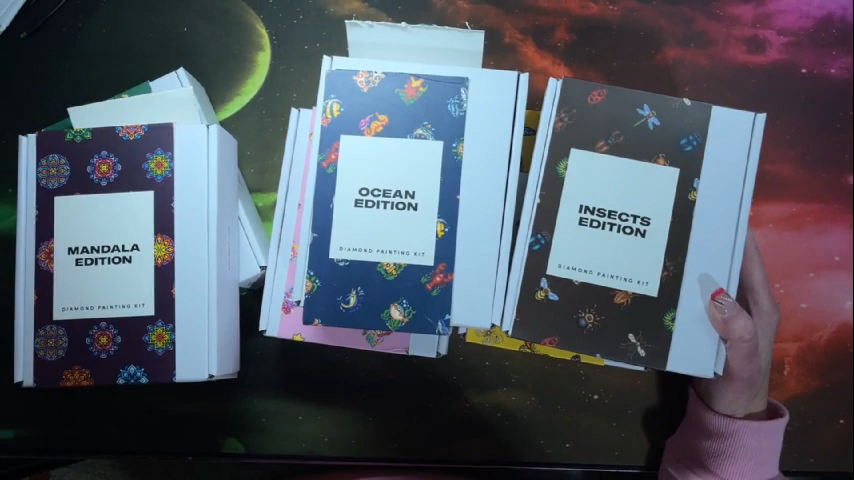 MANDALA
EDITION
DIAMOND PAINTING KIT
OCEAN
EDITION
DIAMOND PAINTING KIT
INSECTS
EDITION
DIAMOND PAINTING KIT